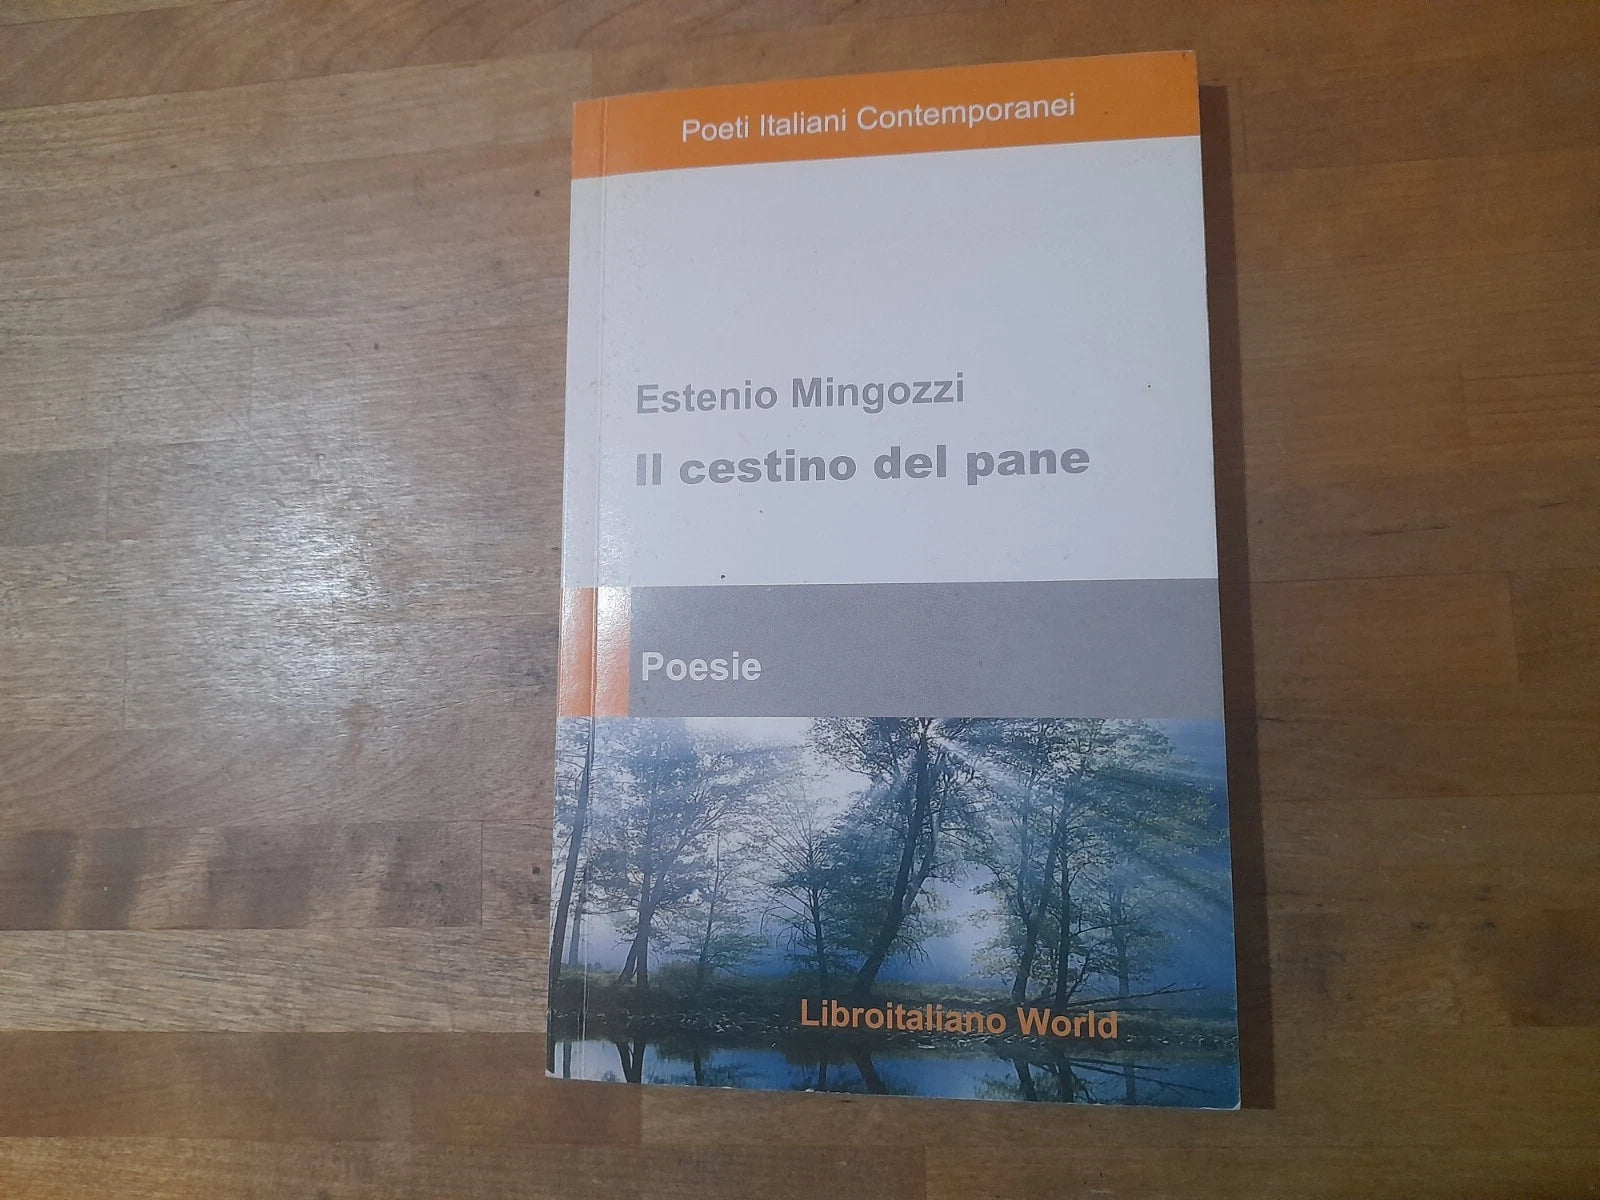 Poeti Italiani Contemporanei
Estenio Mingozzi
Il cestino del pane
Poesie
Libroitaliano World